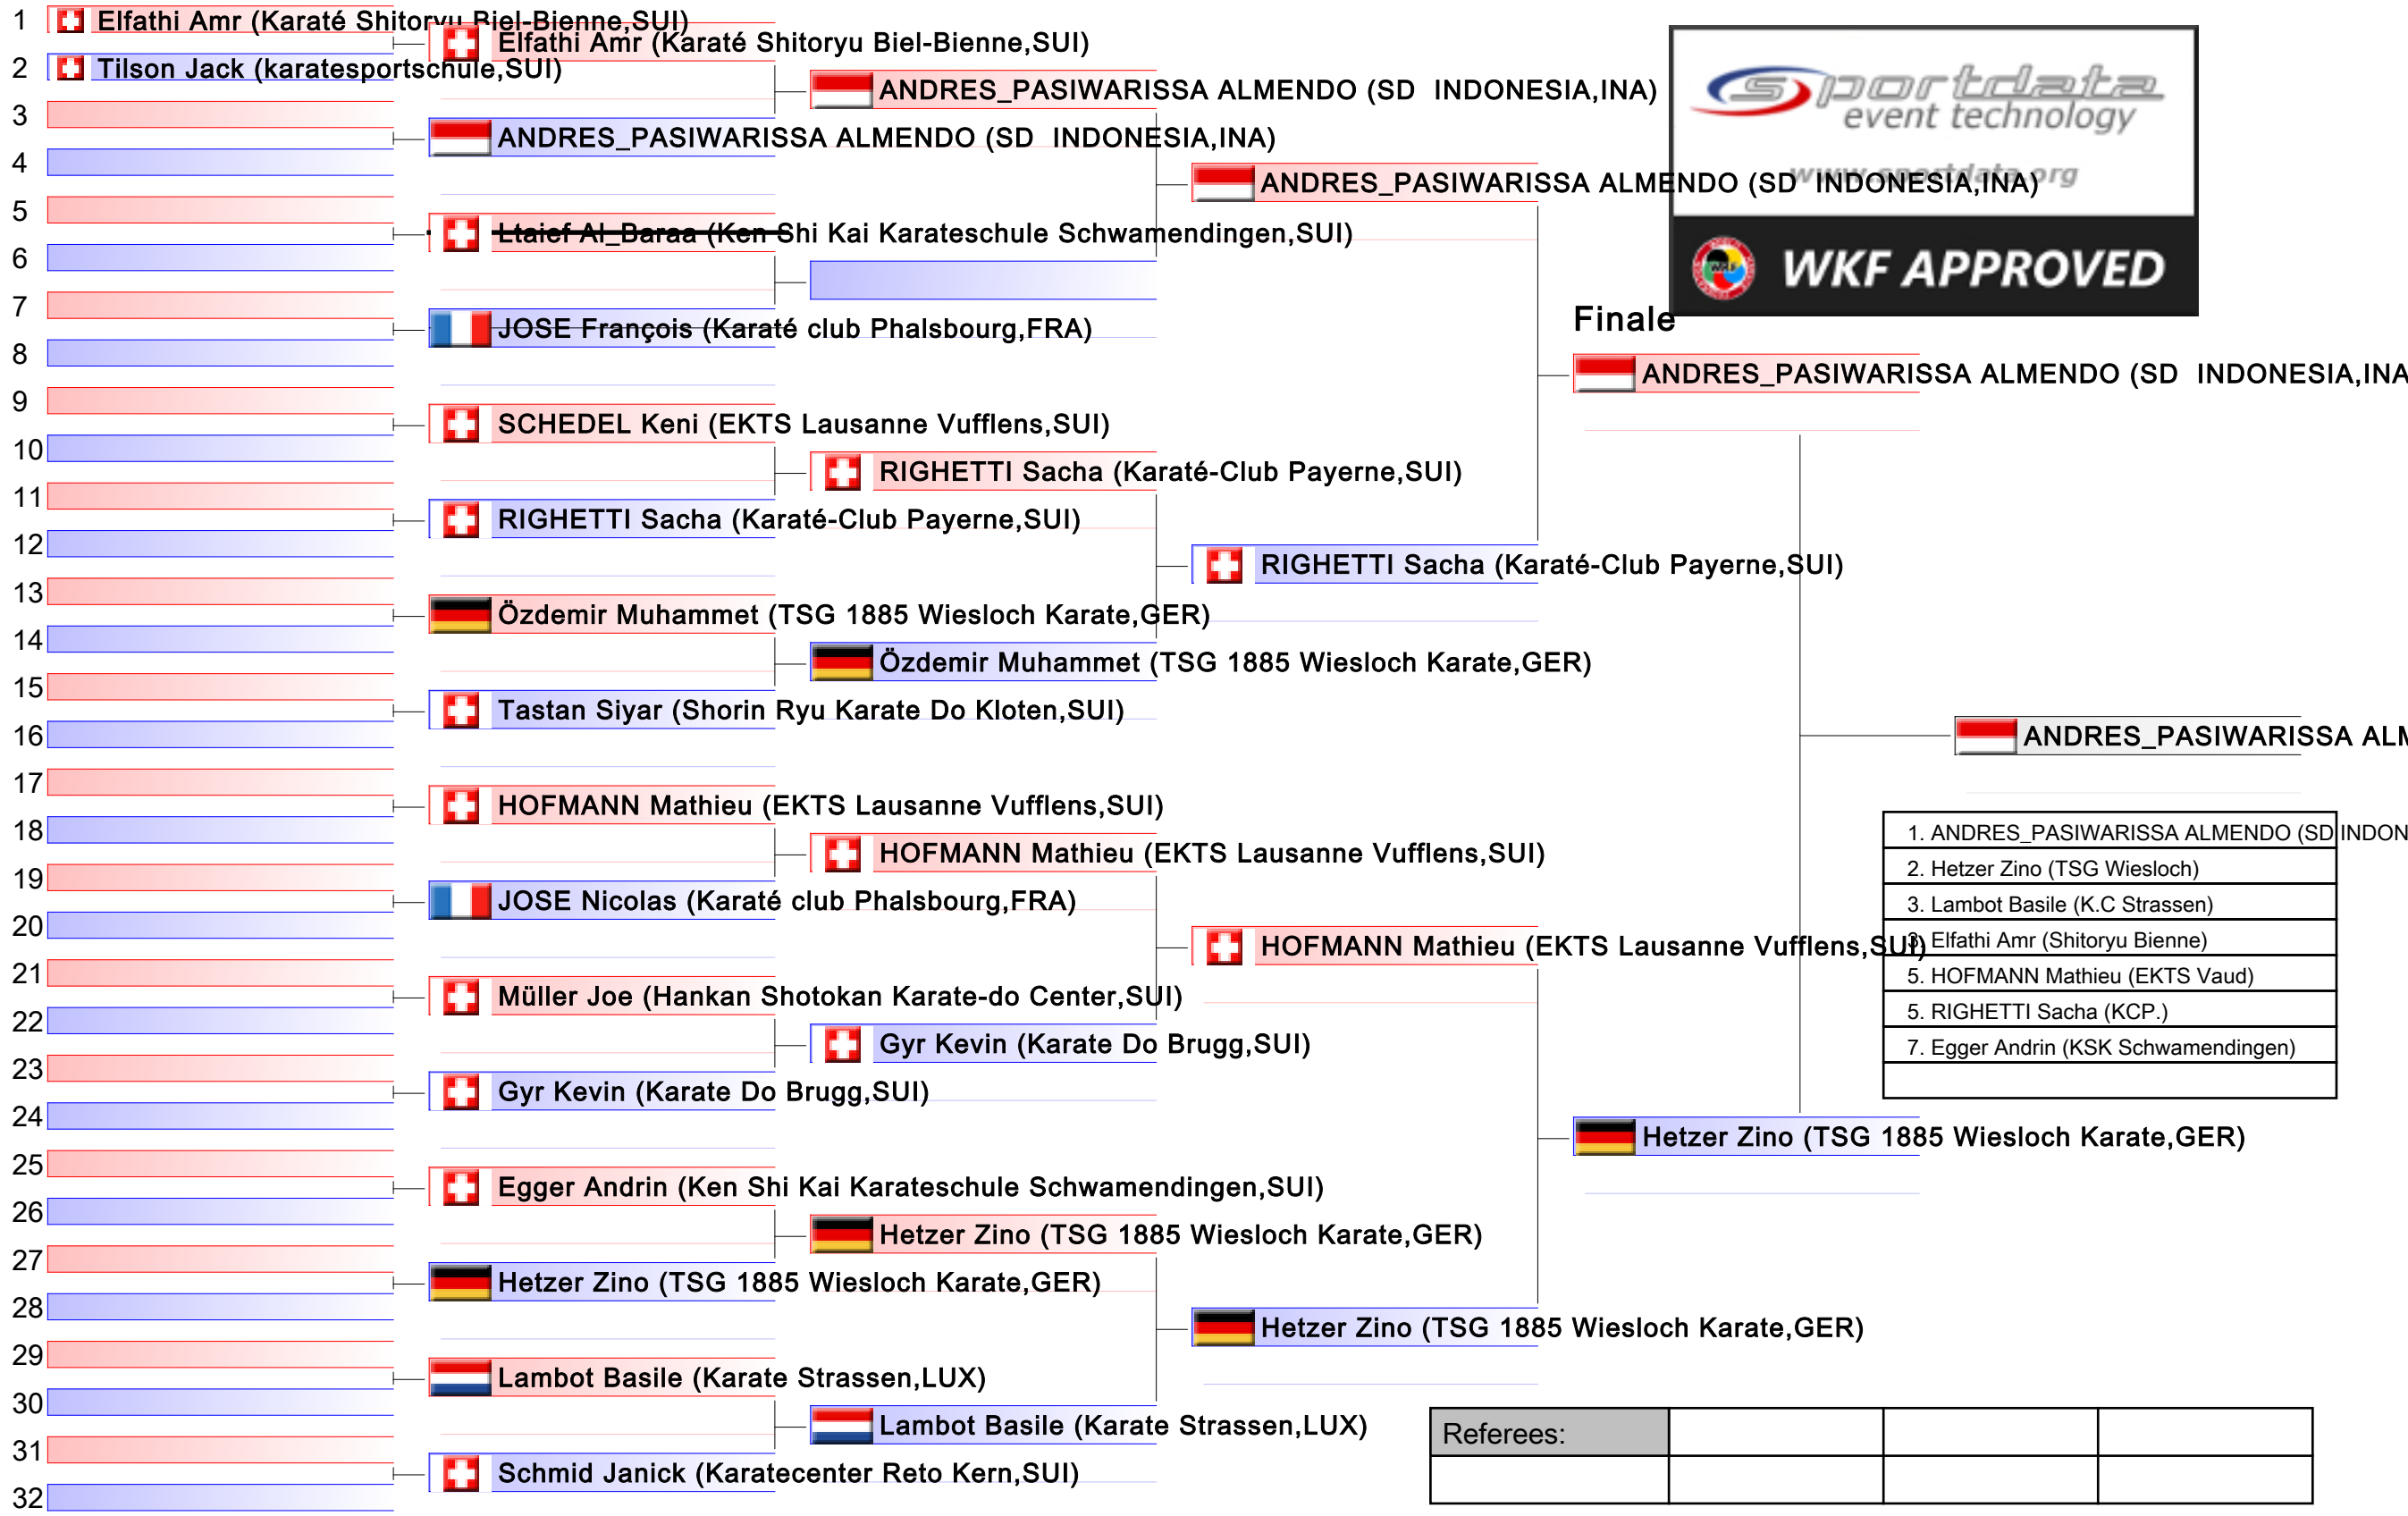 1 Elfathi Amr (Karaté Shitoryu Biel-Bienne,SUI)
2 Tilson Jack (karatesportschule,SUI)
3
4
5
6
7
8
9
10
11
12
13
14
15
16
17
18
19
20
21
22
23
24
25
26
27
28
29
30
31
32
Elfathi Amr (Karaté Shitoryu Biel-Bienne,SUI)
ANDRES_PASIWARISSA ALMENDO (SD  INDONESIA,INA)
Ltaief Al_Baraa (Ken Shi Kai Karateschule Schwamendingen,SUI)
JOSE François (Karaté club Phalsbourg,FRA)
SCHEDEL Keni (EKTS Lausanne Vufflens,SUI)
RIGHETTI Sacha (Karaté-Club Payerne,SUI)
Özdemir Muhammet (TSG 1885 Wiesloch Karate,GER)
Tastan Siyar (Shorin Ryu Karate Do Kloten,SUI)
HOFMANN Mathieu (EKTS Lausanne Vufflens,SUI)
JOSE Nicolas (Karaté club Phalsbourg,FRA)
Müller Joe (Hankan Shotokan Karate-do Center,SUI)
Gyr Kevin (Karate Do Brugg,SUI)
Egger Andrin (Ken Shi Kai Karateschule Schwamendingen,SUI)
Hetzer Zino (TSG 1885 Wiesloch Karate,GER)
Lambot Basile (Karate Strassen,LUX)
Schmid Janick (Karatecenter Reto Kern,SUI)
ANDRES_PASIWARISSA ALMENDO (SD  INDONESIA,INA)
RIGHETTI Sacha (Karaté-Club Payerne,SUI)
Özdemir Muhammet (TSG 1885 Wiesloch Karate,GER)
HOFMANN Mathieu (EKTS Lausanne Vufflens,SUI)
Gyr Kevin (Karate Do Brugg,SUI)
Hetzer Zino (TSG 1885 Wiesloch Karate,GER)
Lambot Basile (Karate Strassen,LUX)
ANDRES_PASIWARISSA ALMENDO (SD  INDONESIA,INA)
RIGHETTI Sacha (Karaté-Club Payerne,SUI)
HOFMANN Mathieu (EKTS Lausanne Vufflens,SUI)
Hetzer Zino (TSG 1885 Wiesloch Karate,GER)
sportdata
event technology
www.sportdata.org
WKF
WKF APPROVED
Finale
ANDRES_PASIWARISSA ALMENDO (SD  INDONESIA,INA
Hetzer Zino (TSG 1885 Wiesloch Karate,GER)
ANDRES_PASIWARISSA ALM
1. ANDRES_PASIWARISSA ALMENDO (SD INDON
2. Hetzer Zino (TSG Wiesloch)
3. Lambot Basile (K.C Strassen)
3. Elfathi Amr (Shitoryu Bienne)
5. HOFMANN Mathieu (EKTS Vaud)
5. RIGHETTI Sacha (KCP.)
7. Egger Andrin (KSK Schwamendingen)
Referees: